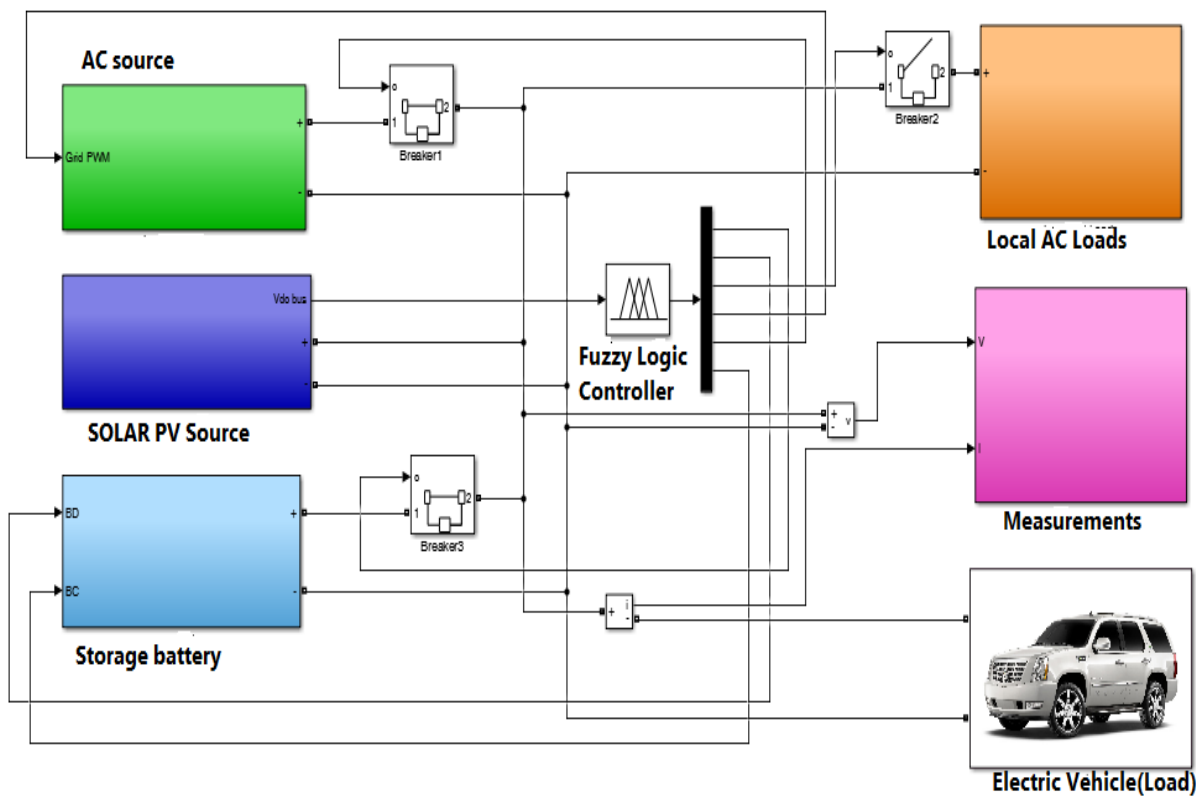 AC source
Grid PWM
+
-
o
1
2
Breaker1
o
1
2
Breaker2
+
-
Local AC Loads
Vdo bus
+
-
SOLAR PV Source
Fuzzy Logic
Controller
+
-
v
V
I
Measurements
BD
BC
+
-
Storage battery
o
1
2
Breaker3
+
i
-
Electric Vehicle(Load)